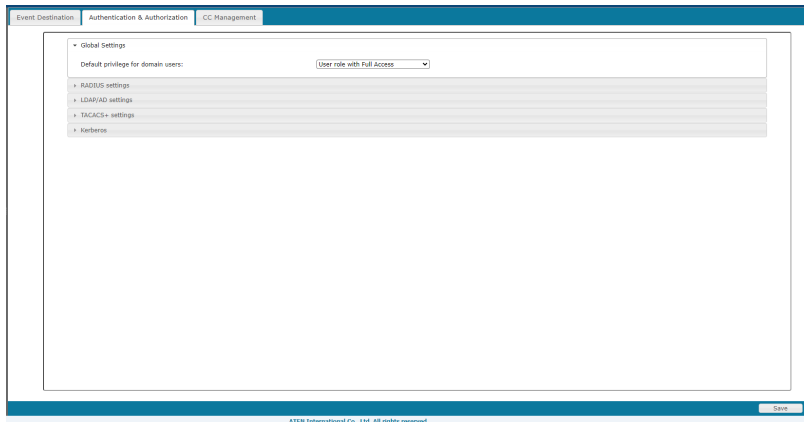 Event Destination Authentication & Authorization CC Management
Global Settings
Default privilege for domain users: User role with Full Access
RADIUS settings
LDAP/AD settings
TACACS+ settings
Kerberos
Save
ATEN International Co., Ltd. All rights reserved.